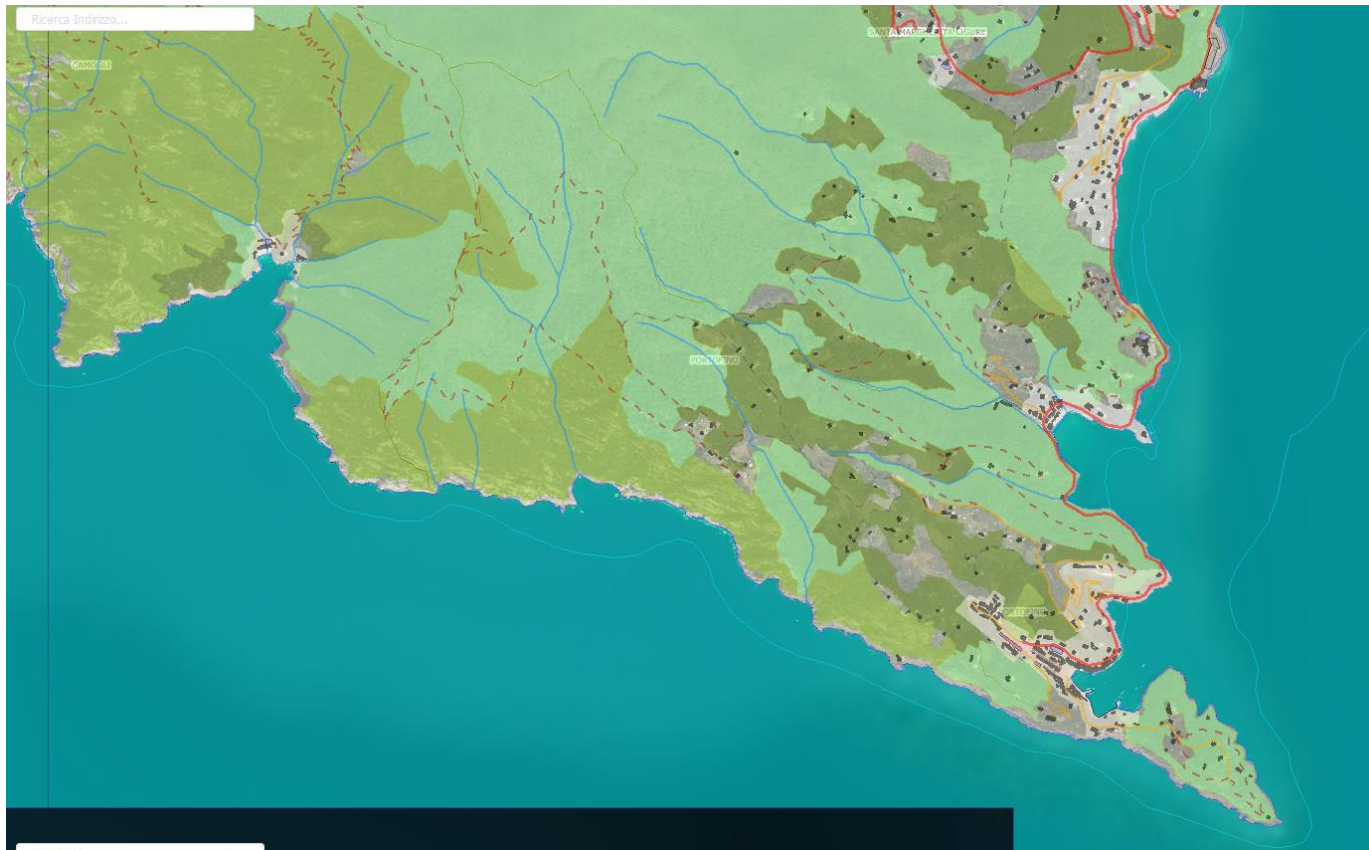 Ricerca Indirizzo...
SANTA MARGHERITA LIGURE
CAMOGLI
PORTOFINO
PORTOFINO